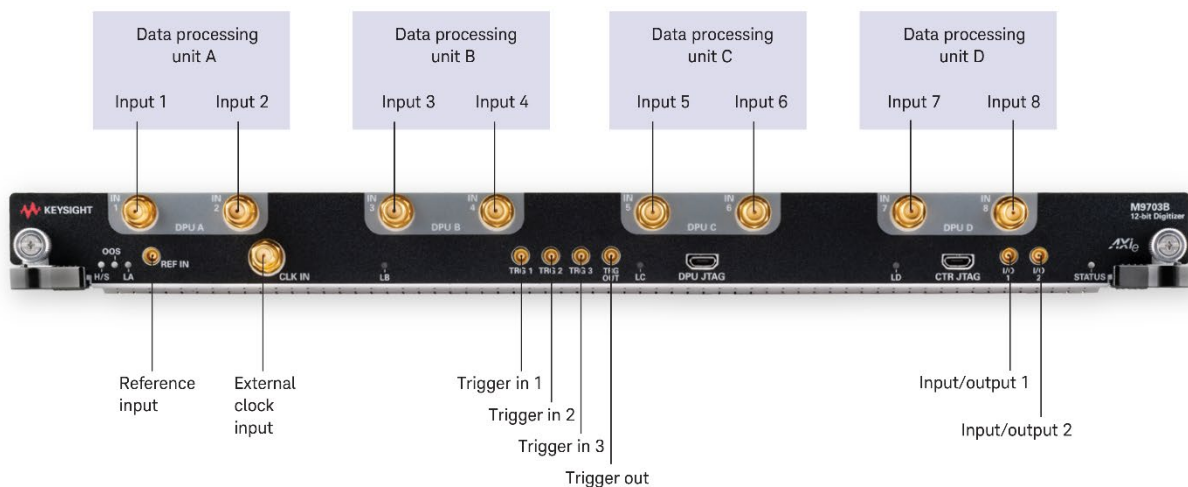 Data processing
unit A
Data processing
unit B
Data processing
unit C
Data processing
unit D
Input 1
Input 2
Input 3
Input 4
Input 5
Input 6
Input 7
Input 8
KEYSIGHT
IN
1
IN
2
IN
3
IN
4
IN
5
IN
6
IN
7
IN
8
M9703B
12-bit Digitizer
DPU A
DPU B
DPU C
DPU D
AXIe
OOS
H/S
LA
REF IN
CLK IN
LB
TRIG 1
TRIG 2
TRIG 3
TRIG
OUT
LC
DPU JTAG
LD
CTR JTAG
I/O
1
I/O
2
STATUS
Reference
input
External
clock
input
Trigger in 1
Trigger in 2
Trigger in 3
Trigger out
Input/output 1
Input/output 2